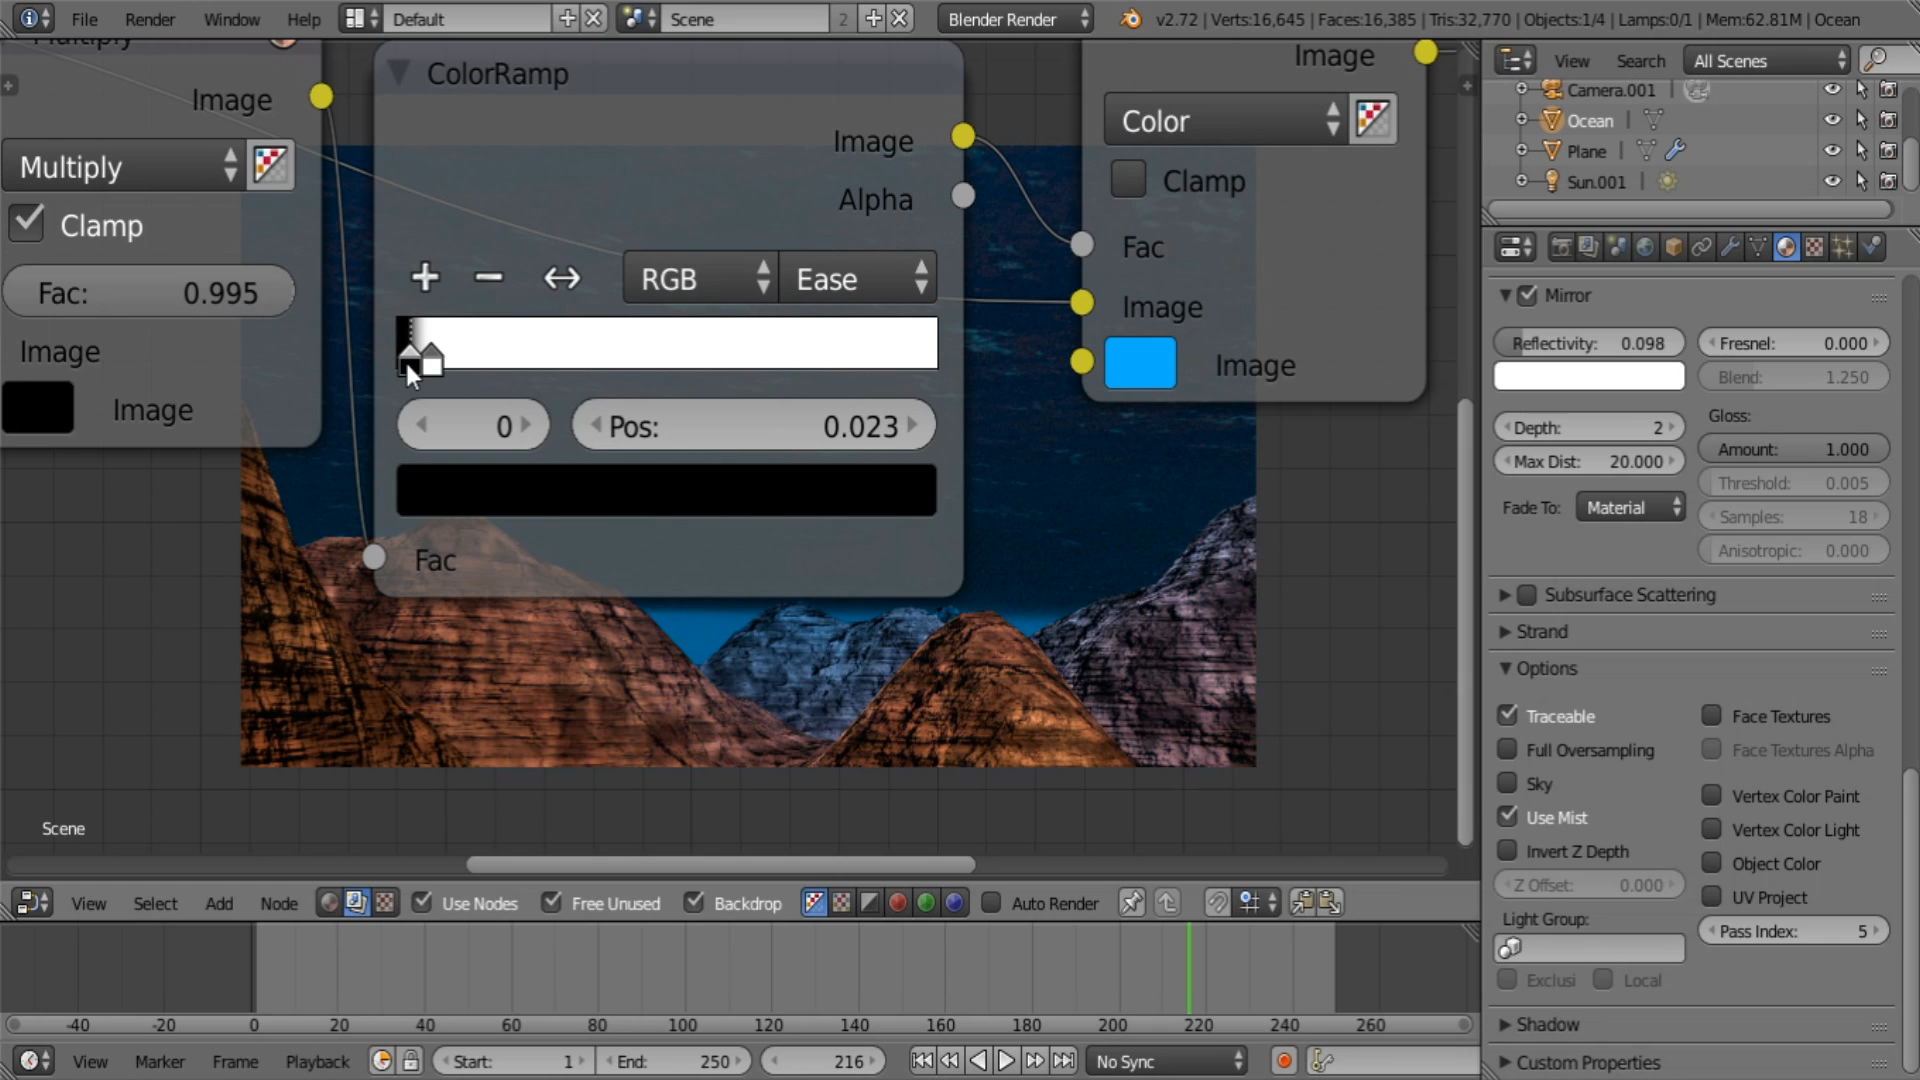 File Render Window Help Default Scene 2 Blender Render v2.72 | Verts:16,645 | Faces:16,385 | Tris:32,770 | Objects:1/4 | Lamps:0/1 | Mem:62.81M | Ocean
Multiply
Image
Multiply
Clamp
Fac: 0.995
Image
Image
ColorRamp
Image
Alpha
RGB Ease
0 Pos: 0.023
Fac
Image
Color
Clamp
Fac
Image
Image
Scene
View Search All Scenes
Camera.001
Ocean
Plane
Sun.001
Mirror
Reflectivity: 0.098 Fresnel: 0.000
Blend: 1.250
Gloss:
Depth: 2 Amount: 1.000
Max Dist: 20.000 Threshold: 0.005
Fade To: Material Samples: 18
Anisotropic: 0.000
Subsurface Scattering
Strand
Options
Traceable Face Textures
Full Oversampling Face Textures Alpha
Sky Vertex Color Paint
Use Mist Vertex Color Light
Invert Z Depth Object Color
Z Offset: 0.000 UV Project
Light Group: Pass Index: 5
Exclusi Local
Shadow
Custom Properties
View Select Add Node Use Nodes Free Unused Backdrop Auto Render
-40 -20 0 20 40 60 80 100 120 140 160 180 200 220 240 260
View Marker Frame Playback Start: 1 End: 250 216 No Sync